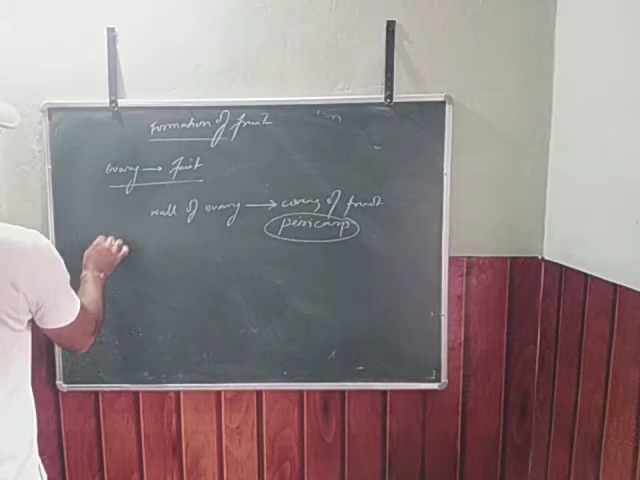 Formation of fruit
ovary → fruit
wall of ovary → covering of fruit
pericarp